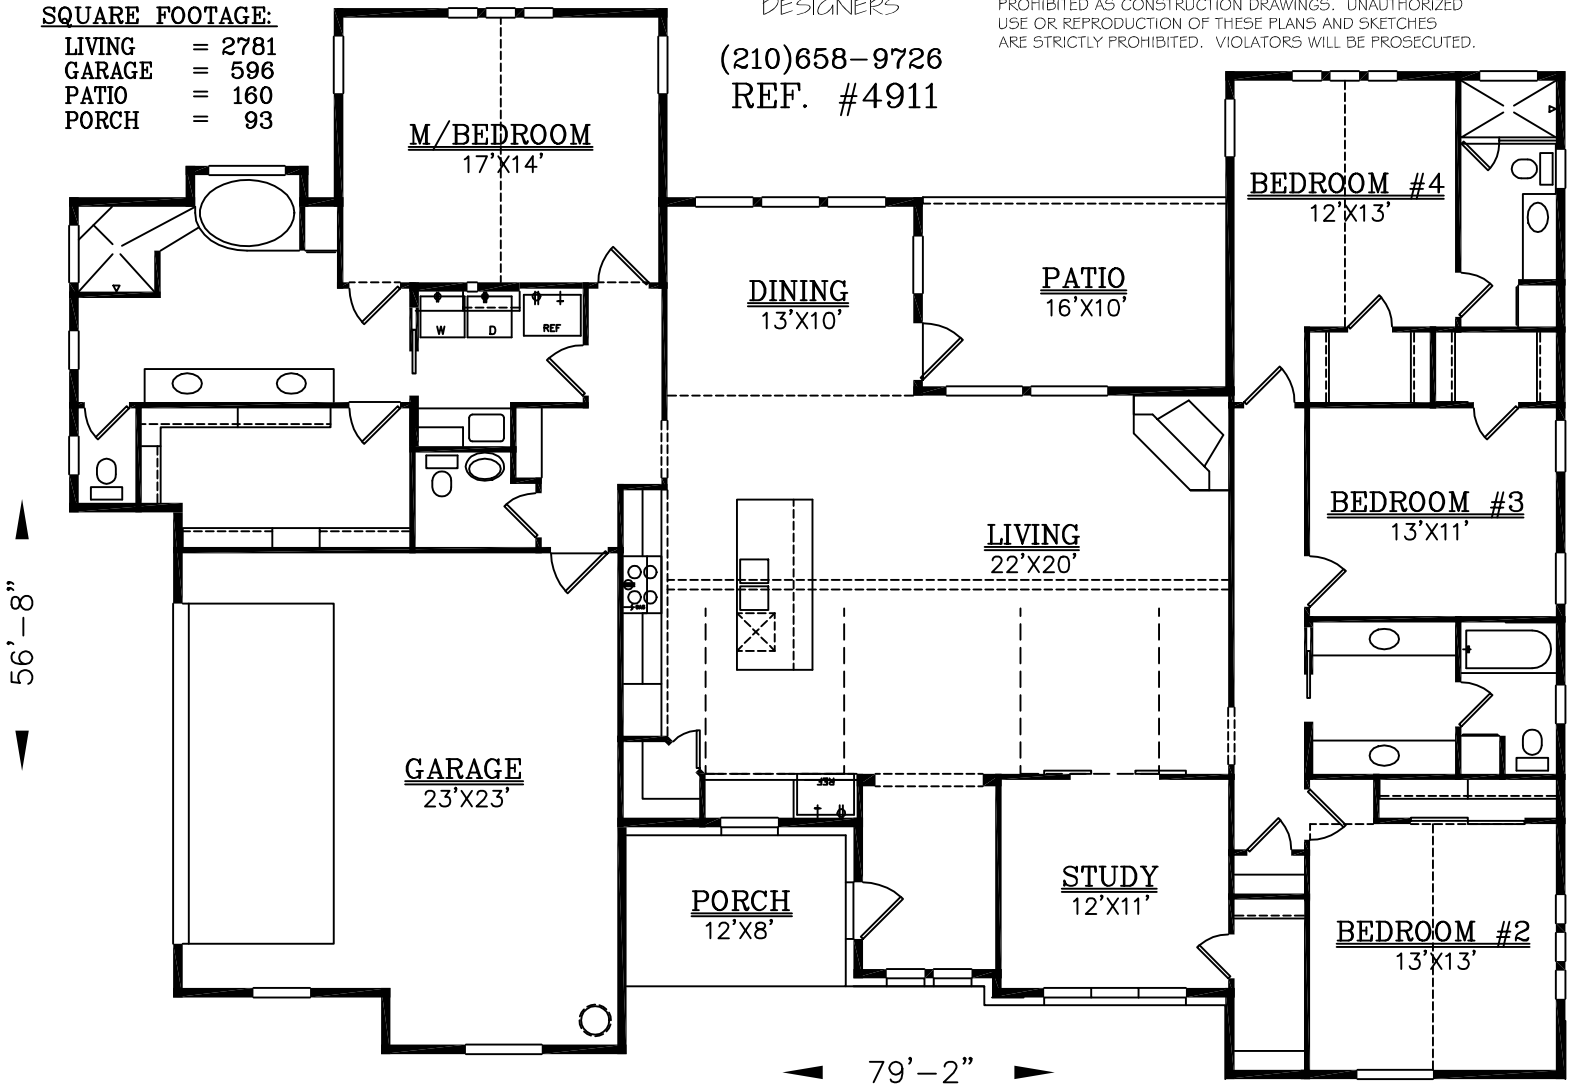 SQUARE FOOTAGE:
LIVING = 2781
GARAGE = 596
PATIO = 160
PORCH = 93
DESIGNERS
(210)658-9726
REF. #4911
PROHIBITED AS CONSTRUCTION DRAWINGS. UNAUTHORIZED
USE OR REPRODUCTION OF THESE PLANS AND SKETCHES
ARE STRICTLY PROHIBITED. VIOLATORS WILL BE PROSECUTED.
M/BEDROOM
17'X14'
BEDROOM #4
12'X13'
DINING
13'X10'
PATIO
16'X10'
W
D
REF
BEDROOM #3
13'X11'
LIVING
22'X20'
56'-8"
GARAGE
23'X23'
REF
STUDY
12'X11'
PORCH
12'X8'
BEDROOM #2
13'X13'
79'-2"